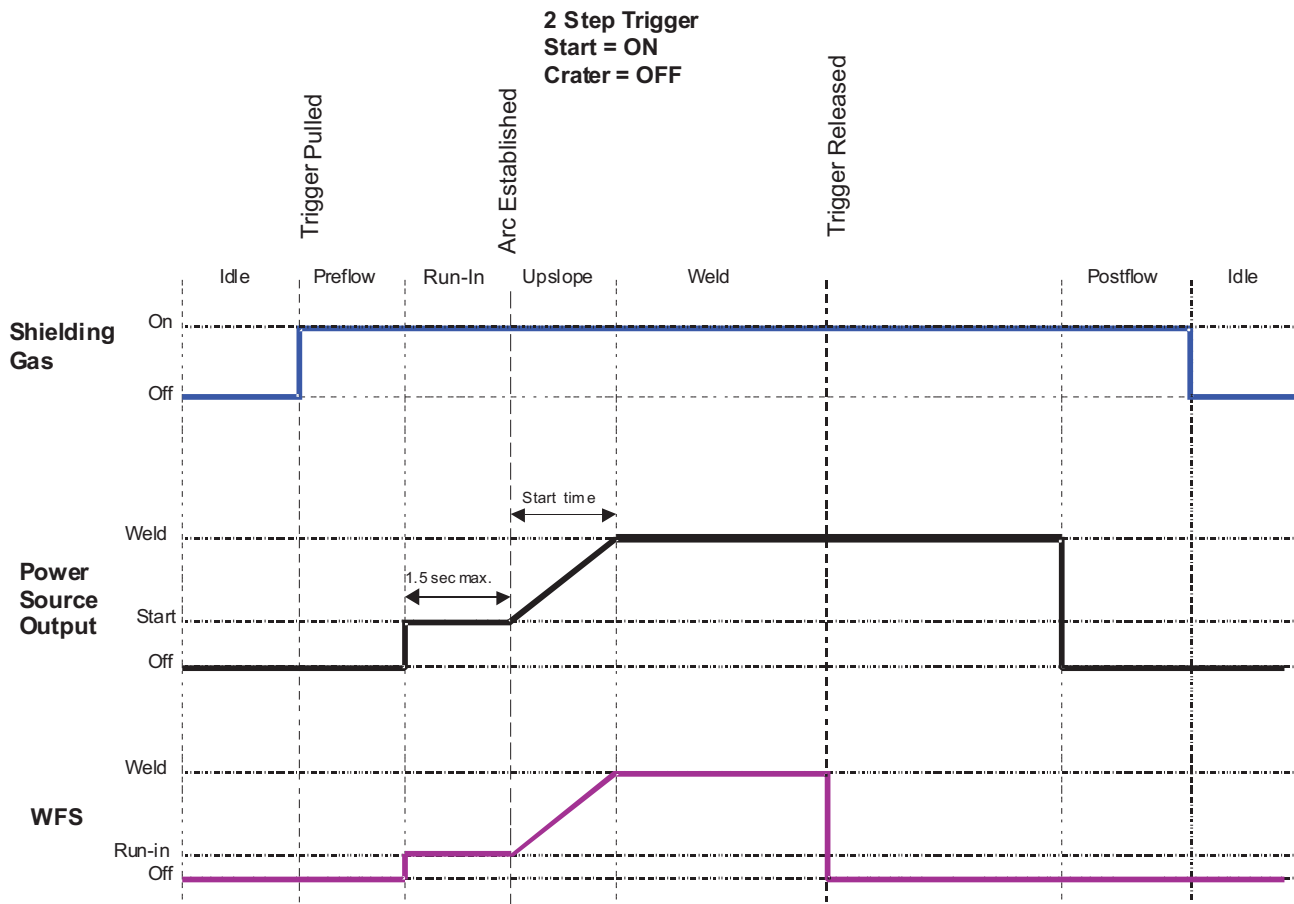 2 Step Trigger
Start = ON
Crater = OFF
Trigger Pulled
Arc Established
Trigger Released
Idle
Preflow
Run-In
Upslope
Weld
Postflow
Idle
Shielding
Gas
On
Off
Power
Source
Output
Weld
Start
Off
1.5 sec max.
Start time
WFS
Weld
Run-in
Off